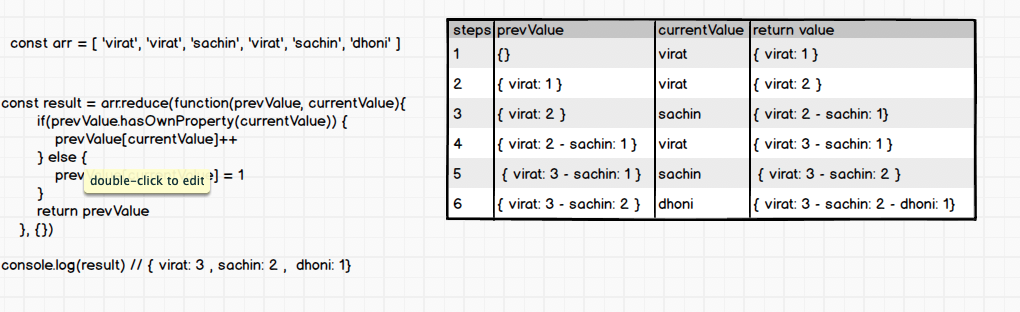 const arr = [ 'virat', 'virat', 'sachin', 'virat', 'sachin', 'dhoni' ]
const result = arr.reduce(function(prevValue, currentValue){
if(prevValue.hasOwnProperty(currentValue)) {
prevValue[currentValue]++
} else {
prev ] = 1
double-click to edit
}
return prevValue
}, {})
console.log(result) // { virat: 3 , sachin: 2 , dhoni: 1}
steps prevValue currentValue return value
1 {} virat { virat: 1 }
2 { virat: 1 } virat { virat: 2 }
3 { virat: 2 } sachin { virat: 2 - sachin: 1}
4 { virat: 2 - sachin: 1 } virat { virat: 3 - sachin: 1 }
5 { virat: 3 - sachin: 1 } sachin { virat: 3 - sachin: 2 }
6 { virat: 3 - sachin: 2 } dhoni { virat: 3 - sachin: 2 - dhoni: 1}